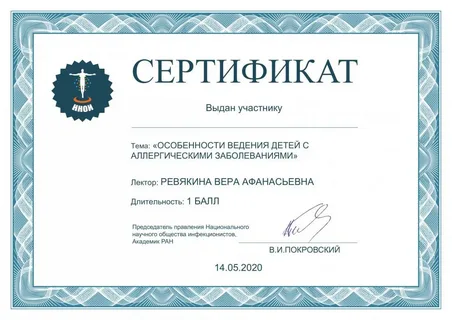 ННОИ
СЕРТИФИКАТ
Выдан участнику
Тема: «ОСОБЕННОСТИ ВЕДЕНИЯ ДЕТЕЙ С
АЛЛЕРГИЧЕСКИМИ ЗАБОЛЕВАНИЯМИ»
Лектор: РЕВЯКИНА ВЕРА АФАНАСЬЕВНА
Длительность: 1 БАЛЛ
Председатель правления Национального
научного общества инфекционистов,
Академик РАН
В.И.ПОКРОВСКИЙ
14.05.2020